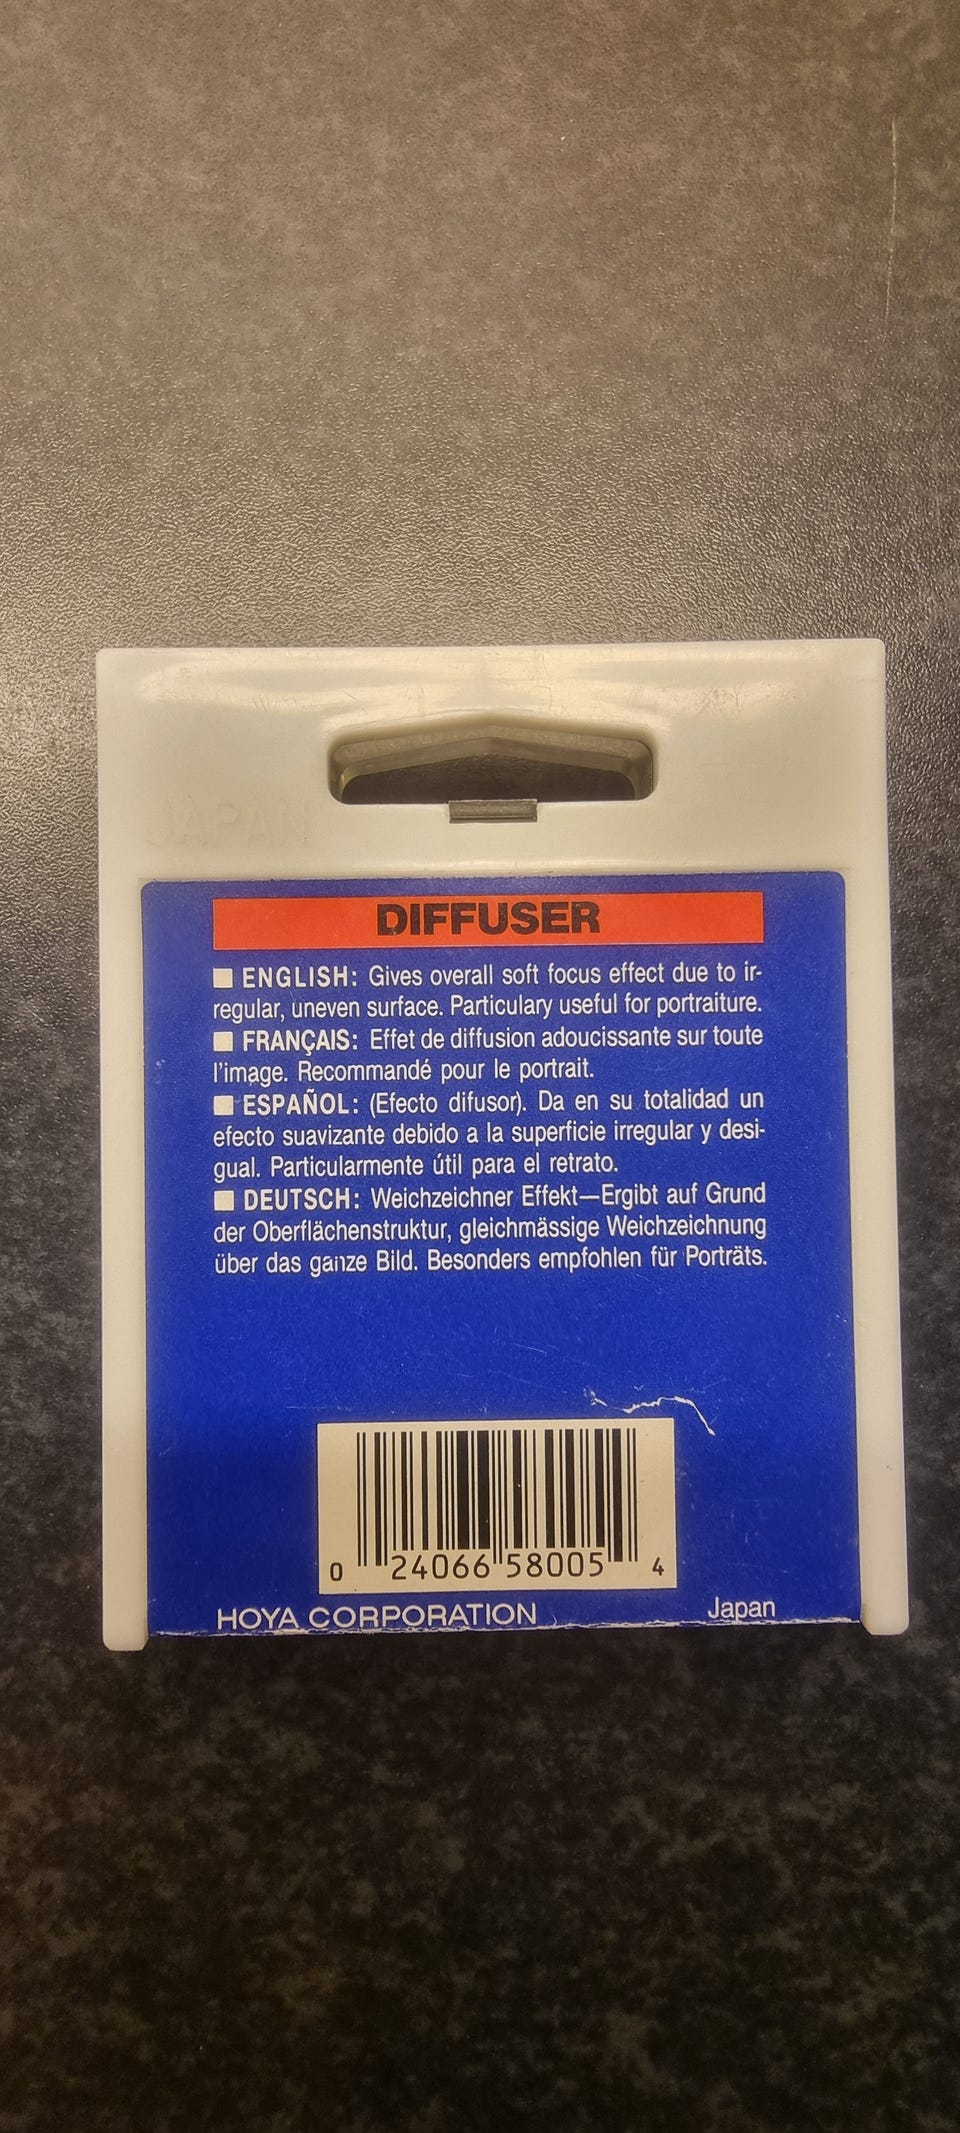 JAPAN
DIFFUSER
■ ENGLISH: Gives overall soft focus effect due to ir-
regular, uneven surface. Particulary useful for portraiture.
■ FRANÇAIS: Effet de diffusion adoucissante sur toute
l'image. Recommandé pour le portrait.
■ ESPAÑOL: (Efecto difusor). Da en su totalidad un
efecto suavizante debido a la superficie irregular y desi-
gual. Particularmente útil para el retrato.
■ DEUTSCH: Weichzeichner Effekt—Ergibt auf Grund
der Oberflächenstruktur, gleichmässige Weichzeichnung
über das ganze Bild. Besonders empfohlen für Porträts.
0 24066 58005 4
HOYA CORPORATION Japan